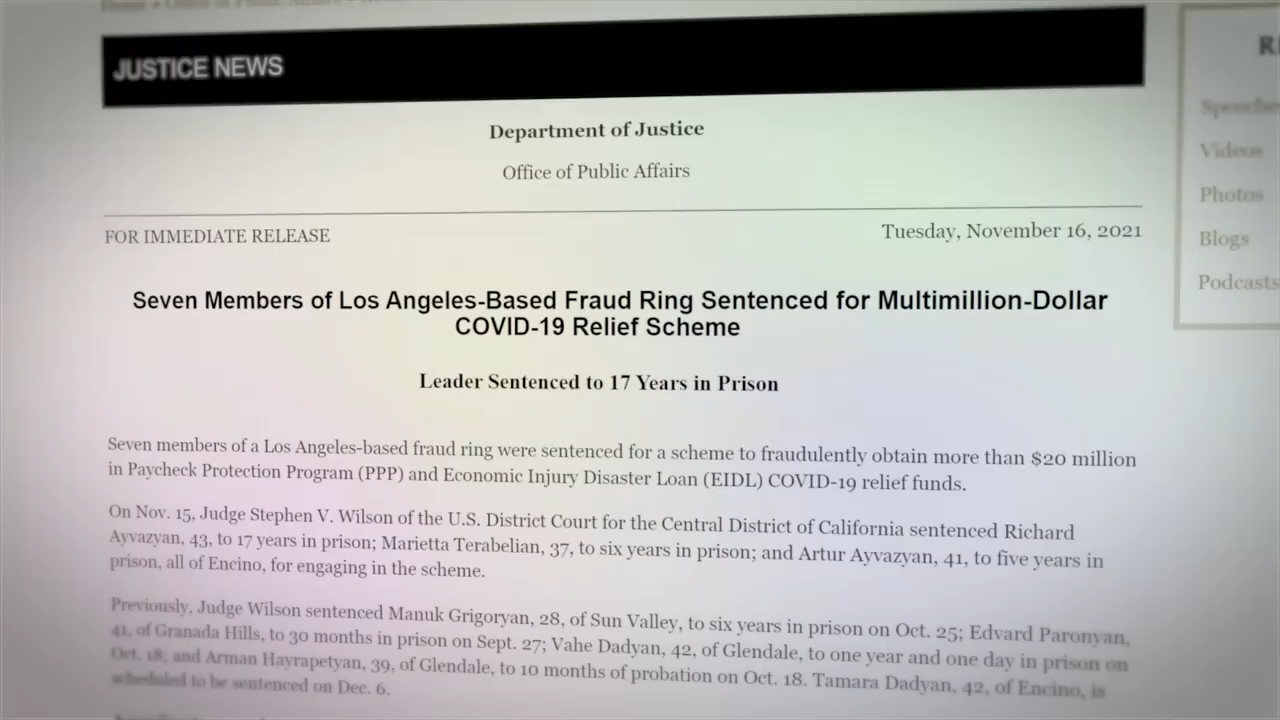 JUSTICE NEWS
R
Speeche
Videos
Photos
Blogs
Podcasts
Department of Justice
Office of Public Affairs
FOR IMMEDIATE RELEASE
Tuesday, November 16, 2021
Seven Members of Los Angeles-Based Fraud Ring Sentenced for Multimillion-Dollar
COVID-19 Relief Scheme
Leader Sentenced to 17 Years in Prison
Seven members of a Los Angeles-based fraud ring were sentenced for a scheme to fraudulently obtain more than $20 million
in Paycheck Protection Program (PPP) and Economic Injury Disaster Loan (EIDL) COVID-19 relief funds.
On Nov. 15, Judge Stephen V. Wilson of the U.S. District Court for the Central District of California sentenced Richard
Ayvazyan, 43, to 17 years in prison; Marietta Terabelian, 37, to six years in prison; and Artur Ayvazyan, 41, to five years in
prison, all of Encino, for engaging in the scheme.
Previously, Judge Wilson sentenced Manuk Grigoryan, 28, of Sun Valley, to six years in prison on Oct. 25; Edvard Paronyan,
41, of Granada Hills, to 30 months in prison on Sept. 27; Vahe Dadyan, 42, of Glendale, to one year and one day in prison on
Oct. 18; and Arman Hayrapetyan, 39, of Glendale, to 10 months of probation on Oct. 18. Tamara Dadyan, 42, of Encino, is
scheduled to be sentenced on Dec. 6.